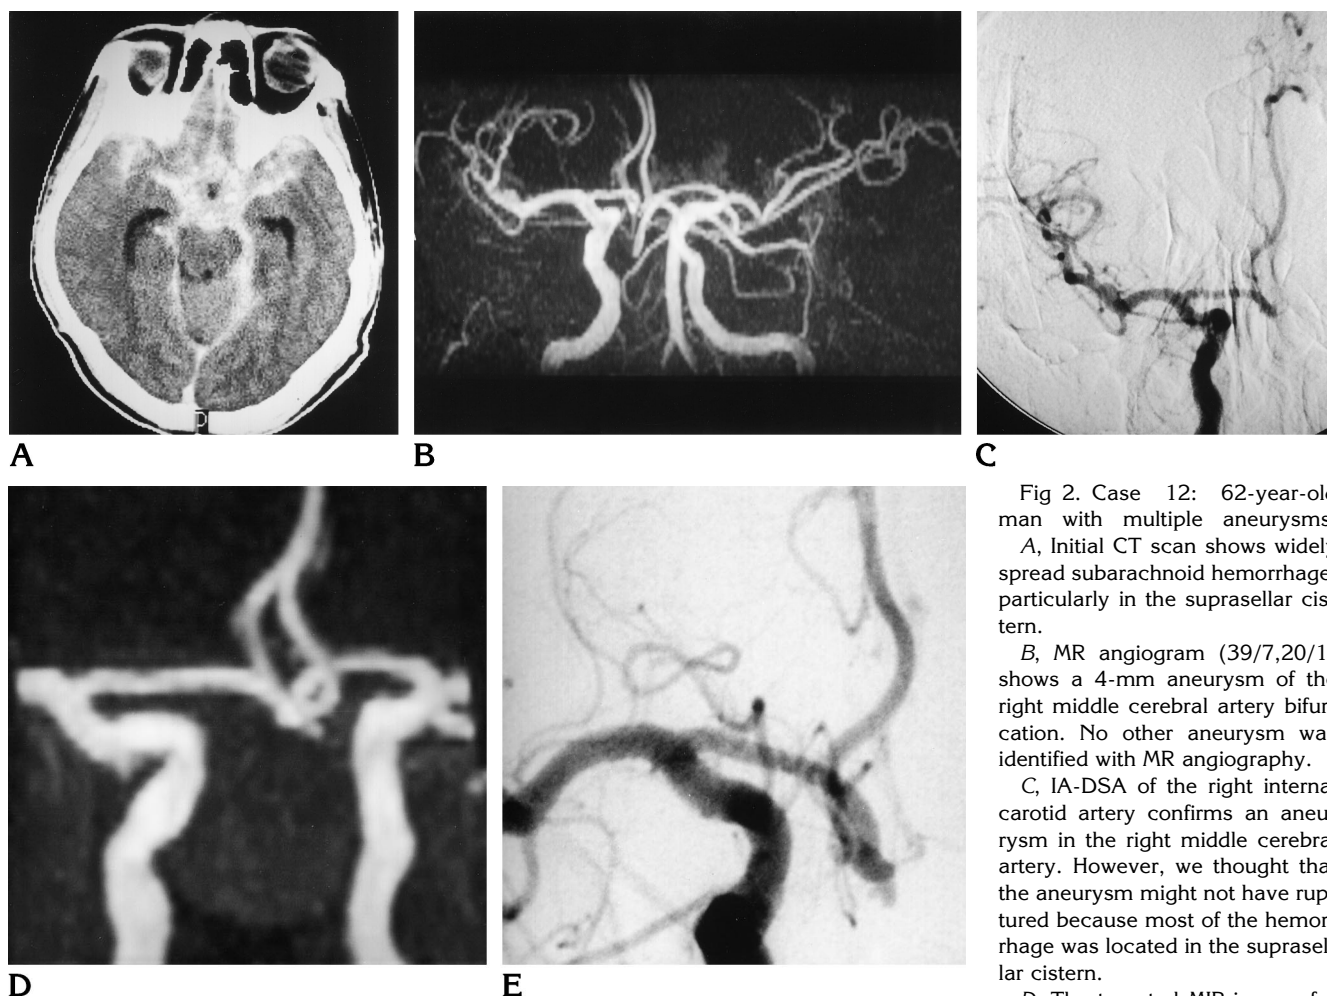 A
B
C
D
E
Fig 2. Case 12: 62-year-old
man with multiple aneurysms
A, Initial CT scan shows widely
spread subarachnoid hemorrhage
particularly in the suprasellar cis-
tern.
B, MR angiogram (39/7,20/1
shows a 4-mm aneurysm of the
right middle cerebral artery bifur-
cation. No other aneurysm wa
identified with MR angiography.
C, IA-DSA of the right interna
carotid artery confirms an aneu-
rysm in the right middle cerebra
artery. However, we thought tha
the aneurysm might not have rup-
tured because most of the hemor-
rhage was located in the suprasel-
lar cistern.